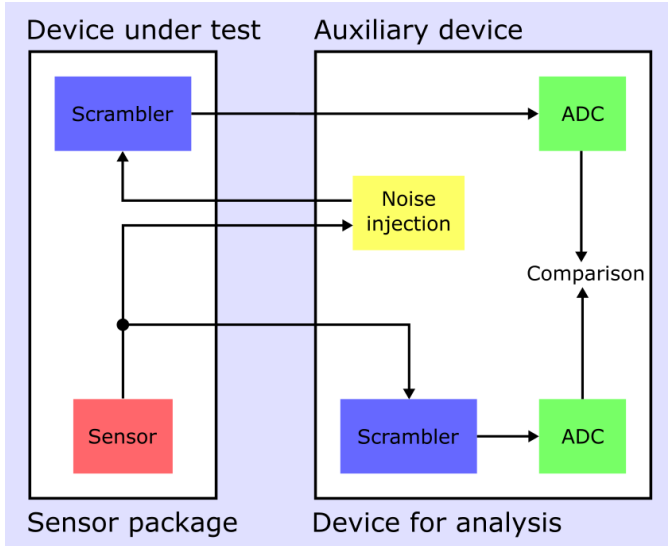 Device under test
Auxiliary device
Scrambler
ADC
Noise
injection
Comparison
Sensor
Scrambler
ADC
Sensor package
Device for analysis